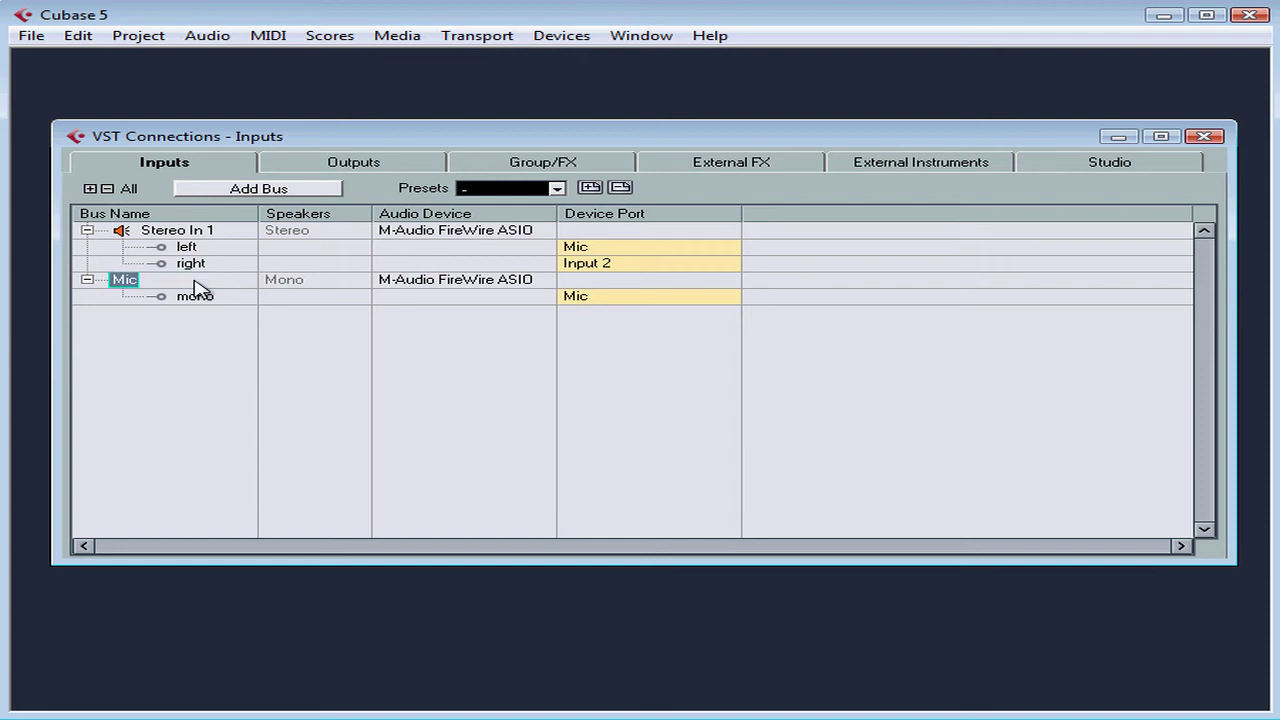 Cubase 5
File Edit Project Audio MIDI Scores Media Transport Devices Window Help
VST Connections - Inputs
Inputs Outputs Group/FX External FX External Instruments Studio
All Add Bus Presets -
Bus Name Speakers Audio Device Device Port
Stereo In 1 Stereo M-Audio FireWire ASIO
left Mic
right Input 2
Mic Mono M-Audio FireWire ASIO
mono Mic